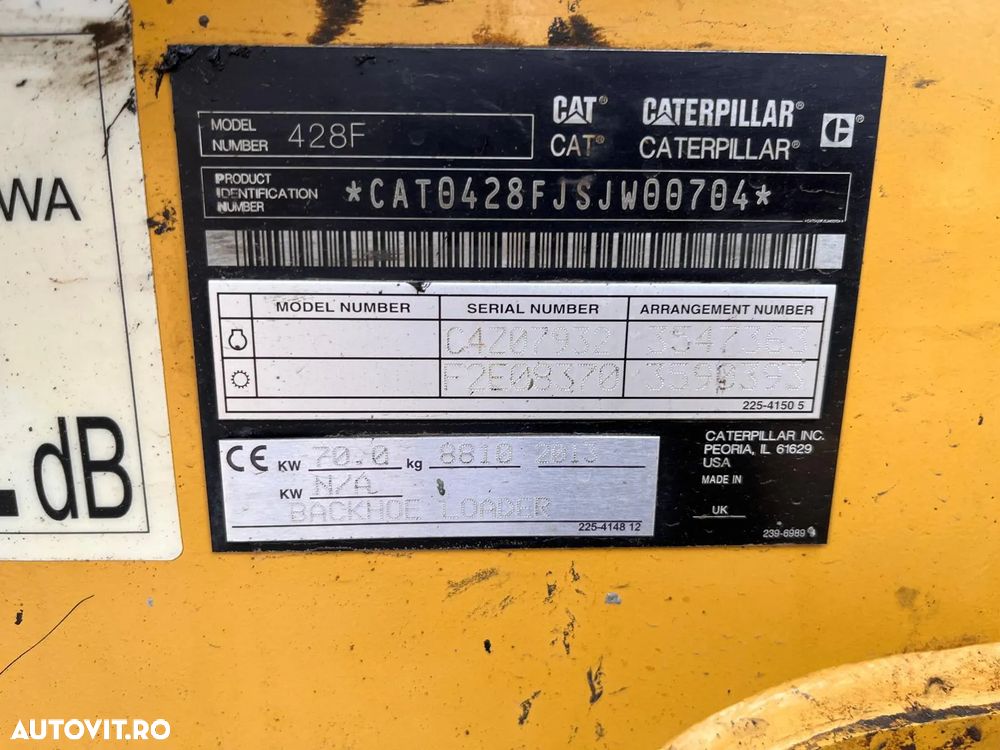 WA
dB
MODEL NUMBER 428F
CAT® CATERPILLAR®
CAT® CATERPILLAR®
PRODUCT IDENTIFICATION NUMBER *CAT0428FJSJW00704*
MODEL NUMBER SERIAL NUMBER ARRANGEMENT NUMBER
C4Z07932 3547363
F2E08370 3590393
225-4150 5
CE KW 70.0 kg 8810 2013
KW N/A
BACKHOE LOADER
225-4148 12
CATERPILLAR INC.
PEORIA, IL 61629
USA
MADE IN
UK
239-6989
AUTOVIT.RO